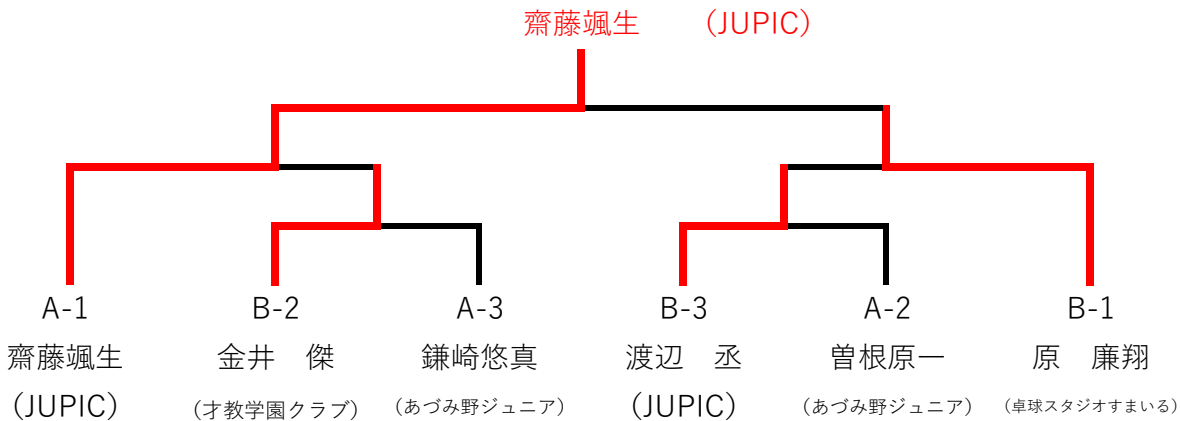 齋藤颯生　　（JUPIC）
A-1 B-2 A-3 B-3 A-2 B-1
齋藤颯生 金井　傑 鎌崎悠真 渡辺　丞 曽根原一 原　廉翔
（JUPIC） （才教学園クラブ） （あづみ野ジュニア） （JUPIC） （あづみ野ジュニア） （卓球スタジオすまいる）